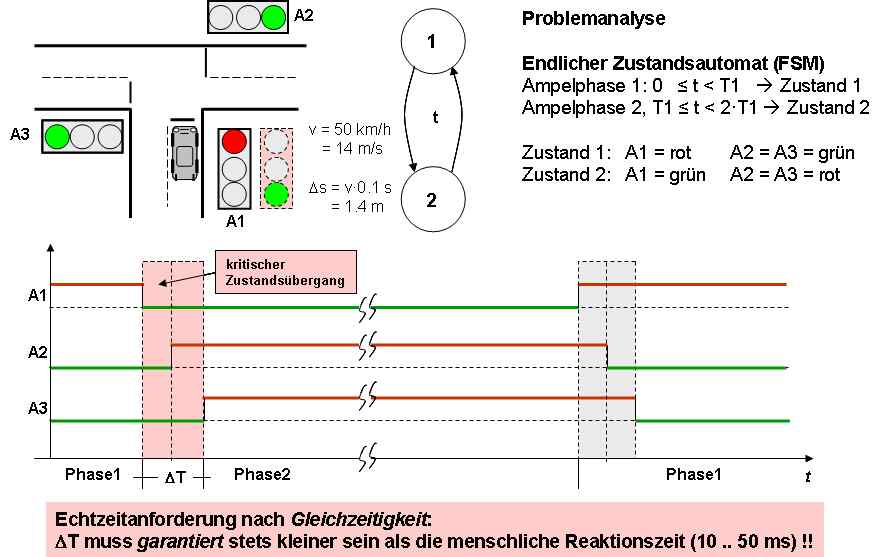 A2
A3
A1
v = 50 km/h
= 14 m/s
Δs = v·0.1 s
= 1.4 m
1
t
2
Problemanalyse
Endlicher Zustandsautomat (FSM)
Ampelphase 1: 0 ≤ t < T1 → Zustand 1
Ampelphase 2, T1 ≤ t < 2·T1 → Zustand 2
Zustand 1: A1 = rot A2 = A3 = grün
Zustand 2: A1 = grün A2 = A3 = rot
kritischer
Zustandsübergang
A1
A2
A3
Phase1 ΔT Phase2 Phase1 t
Echtzeitanforderung nach Gleichzeitigkeit:
ΔT muss garantiert stets kleiner sein als die menschliche Reaktionszeit (10 .. 50 ms) !!